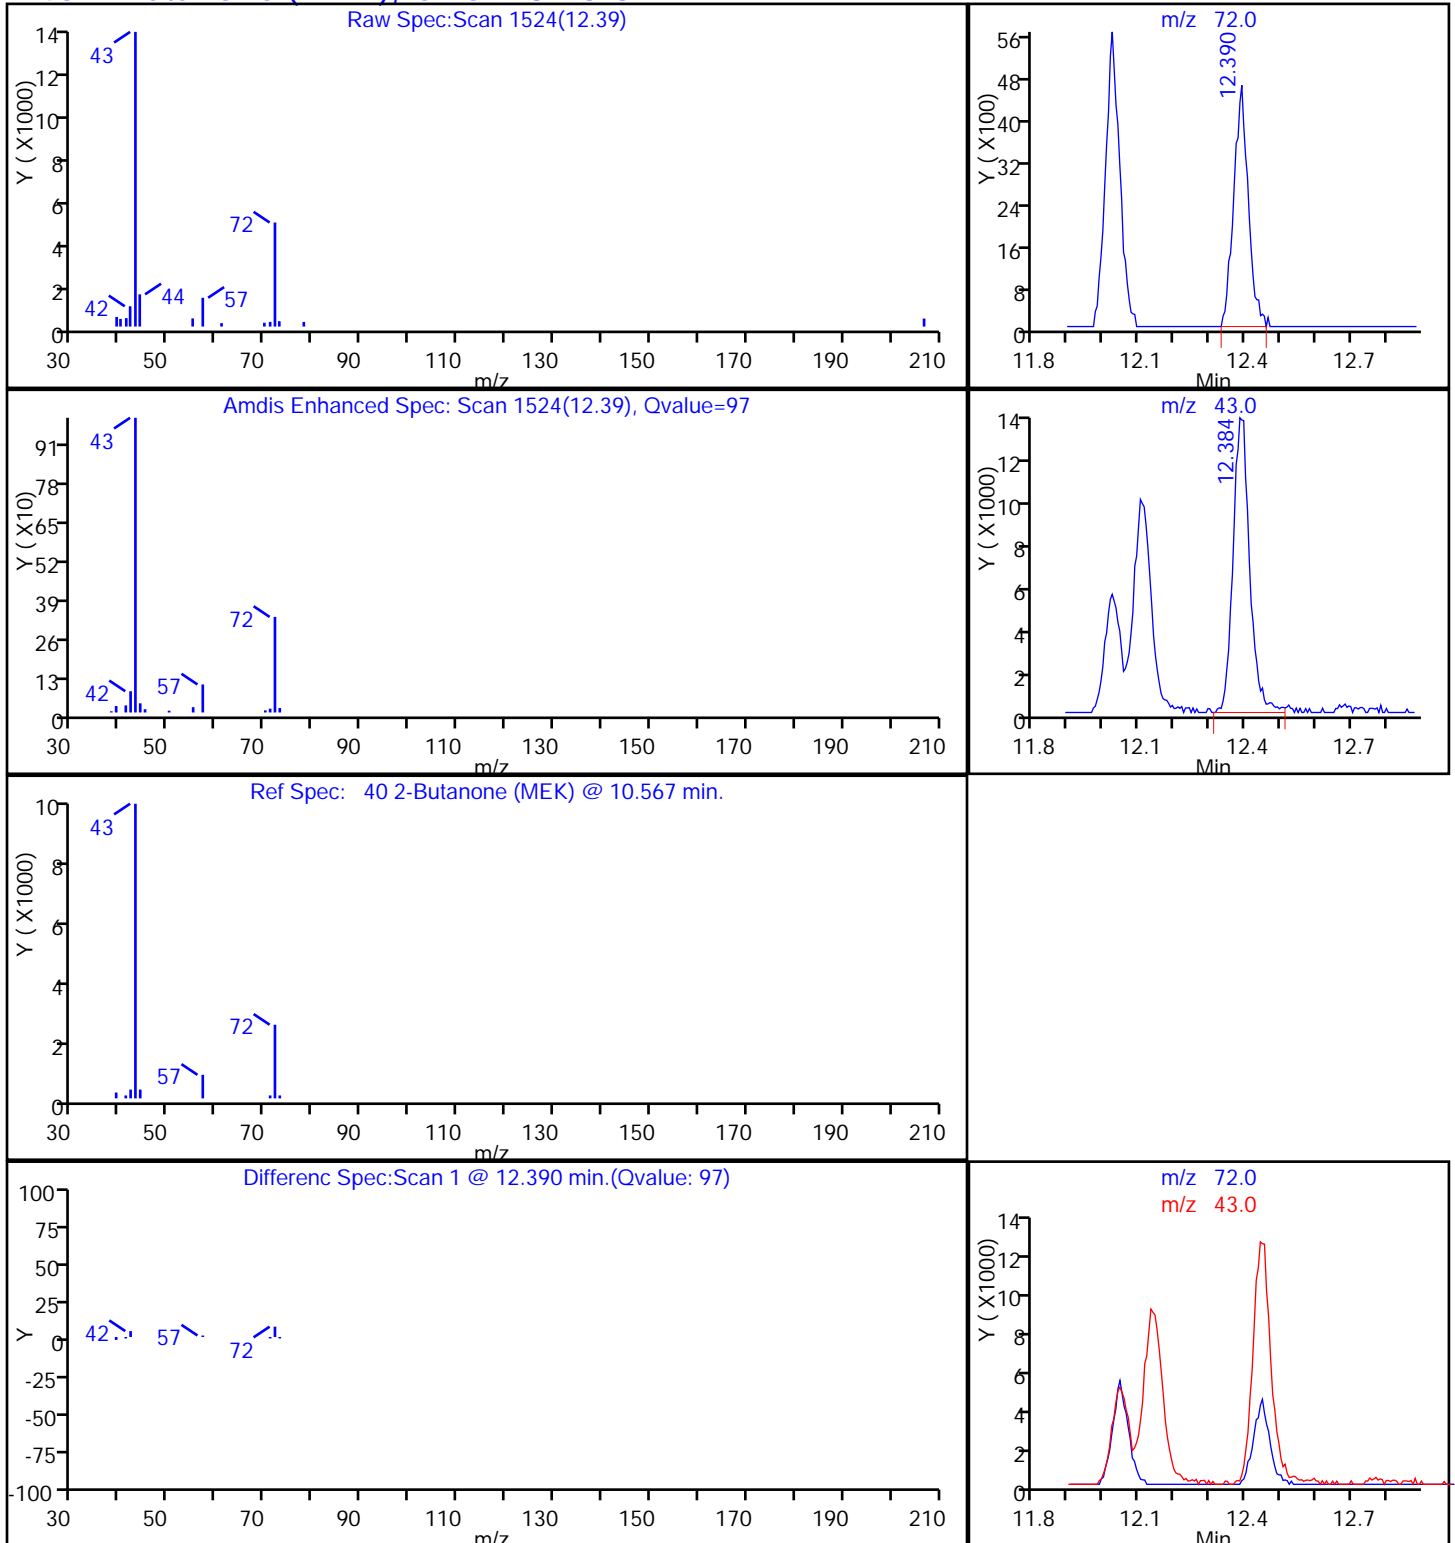 Raw Spec:Scan 1524(12.39)
Y ( X1000)
14
12
10
8
6
4
2
0
43
72
42
44
57
30 50 70 90 110 130 150 170 190 210
m/z
m/z 72.0
Y ( X100)
56
48
40
32
24
16
8
0
12.390
11.8 12.1 12.4 12.7
Min
Amdis Enhanced Spec: Scan 1524(12.39), Qvalue=97
Y ( X10)
91
78
65
52
39
26
13
0
43
72
42
57
30 50 70 90 110 130 150 170 190 210
m/z
m/z 43.0
Y ( X1000)
14
12
10
8
6
4
2
0
12.384
11.8 12.1 12.4 12.7
Min
Ref Spec: 40 2-Butanone (MEK) @ 10.567 min.
Y ( X1000)
10
8
6
4
2
0
43
72
57
30 50 70 90 110 130 150 170 190 210
m/z
Differenc Spec:Scan 1 @ 12.390 min.(Qvalue: 97)
Y
100
75
50
25
0
-25
-50
-75
-100
42
57
72
30 50 70 90 110 130 150 170 190 210
m/z
m/z 72.0
m/z 43.0
Y ( X1000)
14
12
10
8
6
4
2
0
11.8 12.1 12.4 12.7
Min